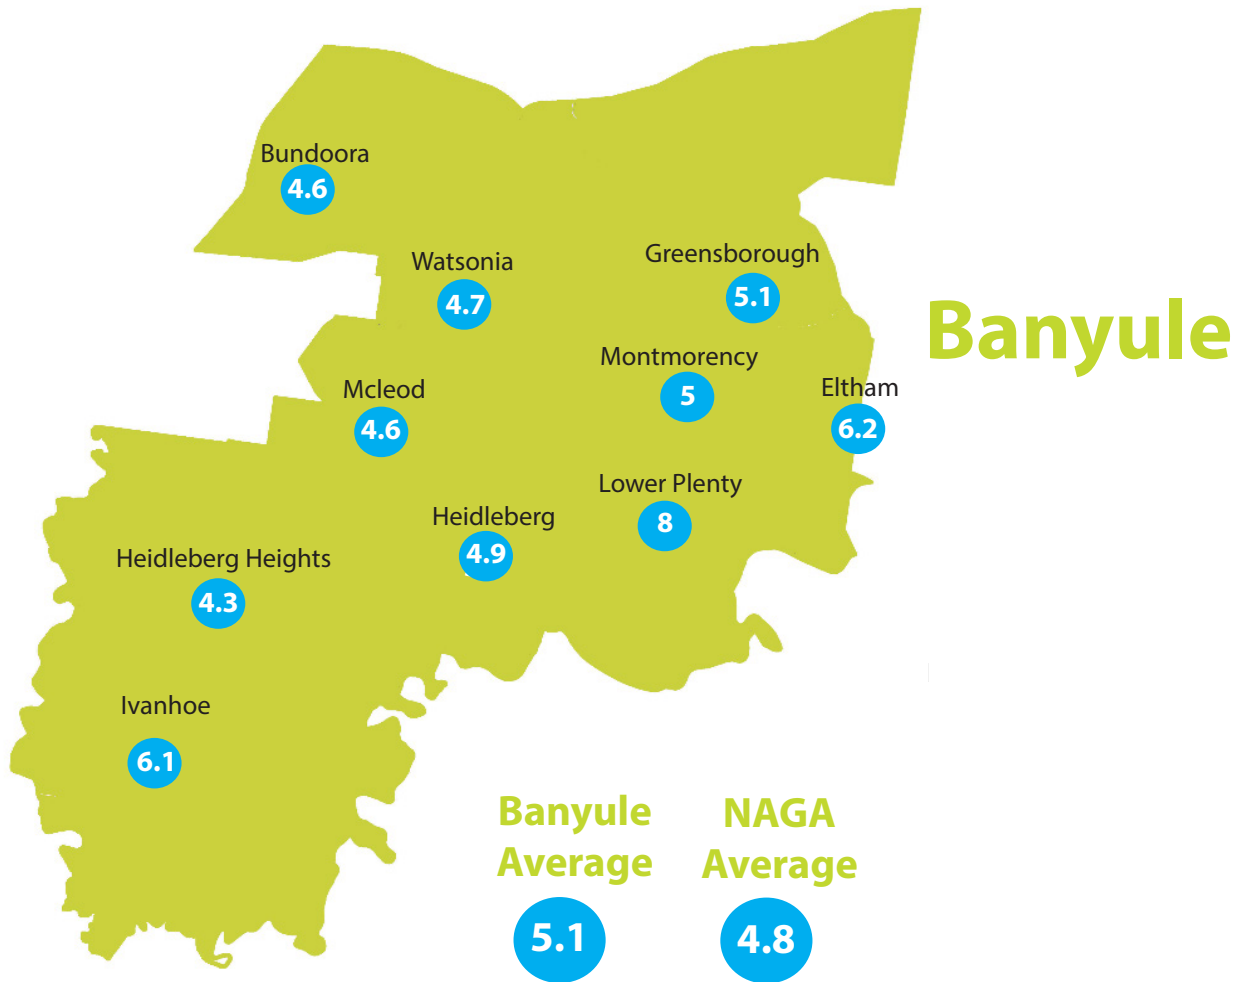 Bundoora
4.6
Watsonia
4.7
Greensborough
5.1
Banyule
Montmorency
5
Mcleod
4.6
Eltham
6.2
Lower Plenty
8
Heidleberg
4.9
Heidleberg Heights
4.3
Ivanhoe
6.1
Banyule
Average
5.1
NAGA
Average
4.8